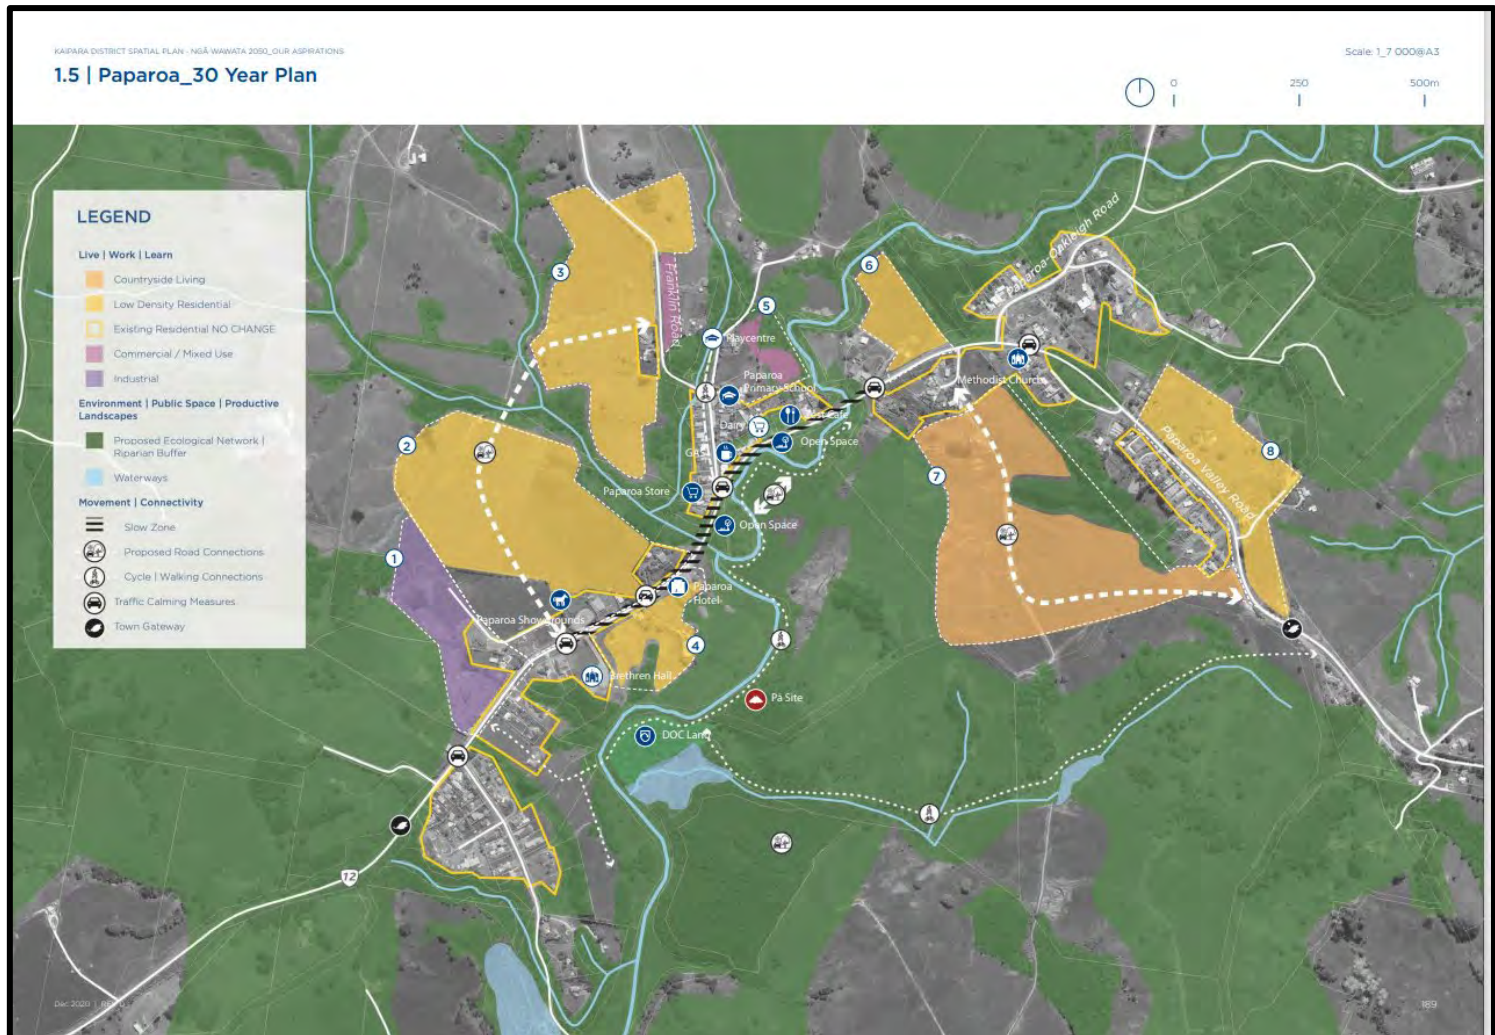 KAIPARA DISTRICT SPATIAL PLAN - NGĀ WAWATA 2050_OUR ASPIRATIONS
1.5 | Paparoa_30 Year Plan
Scale: 1_7 000@A3
0
250
500m
LEGEND
Live | Work | Learn
Countryside Living
Low Density Residential
Existing Residential NO CHANGE
Commercial / Mixed Use
Industrial
Environment | Public Space | Productive
Landscapes
Proposed Ecological Network |
Riparian Buffer
Waterways
Movement | Connectivity
Slow Zone
Proposed Road Connections
Cycle | Walking Connections
Traffic Calming Measures
Town Gateway
Paparoa-Oakleigh Road
6
3
Franklin Road
5
Playcentre
Methodist Church
Paparoa
Primary School
Dairy
Open Space
2
7
8
Paparoa Valley Road
Paparoa Store
Open Space
1
Paparoa
Hotel
Paparoa Showgrounds
4
Brethren Hall
Pā Site
DOC Land
12
Dec 2020 |
189